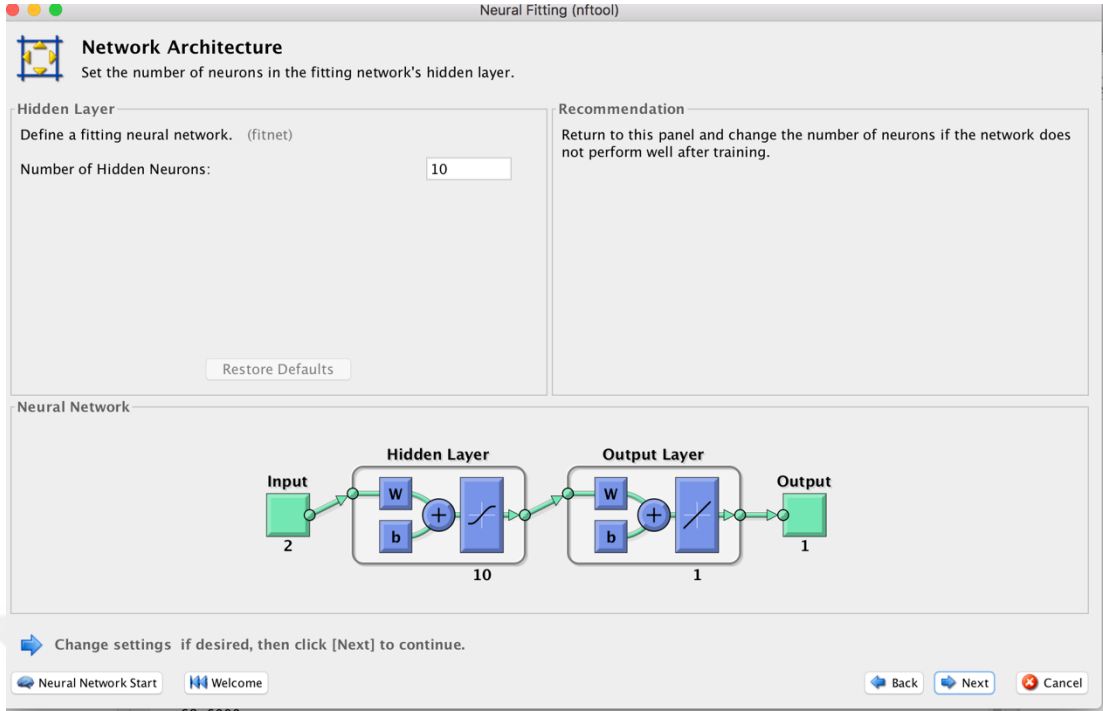 Neural Fitting (nftool)
Network Architecture
Set the number of neurons in the fitting network's hidden layer.
Hidden Layer
Define a fitting neural network. (fitnet)
Number of Hidden Neurons: 10
Restore Defaults
Recommendation
Return to this panel and change the number of neurons if the network does
not perform well after training.
Neural Network
Hidden Layer
Output Layer
Input
Output
W
b
+
W
b
+
2
10
1
1
Change settings if desired, then click [Next] to continue.
Neural Network Start
Welcome
Back
Next
Cancel